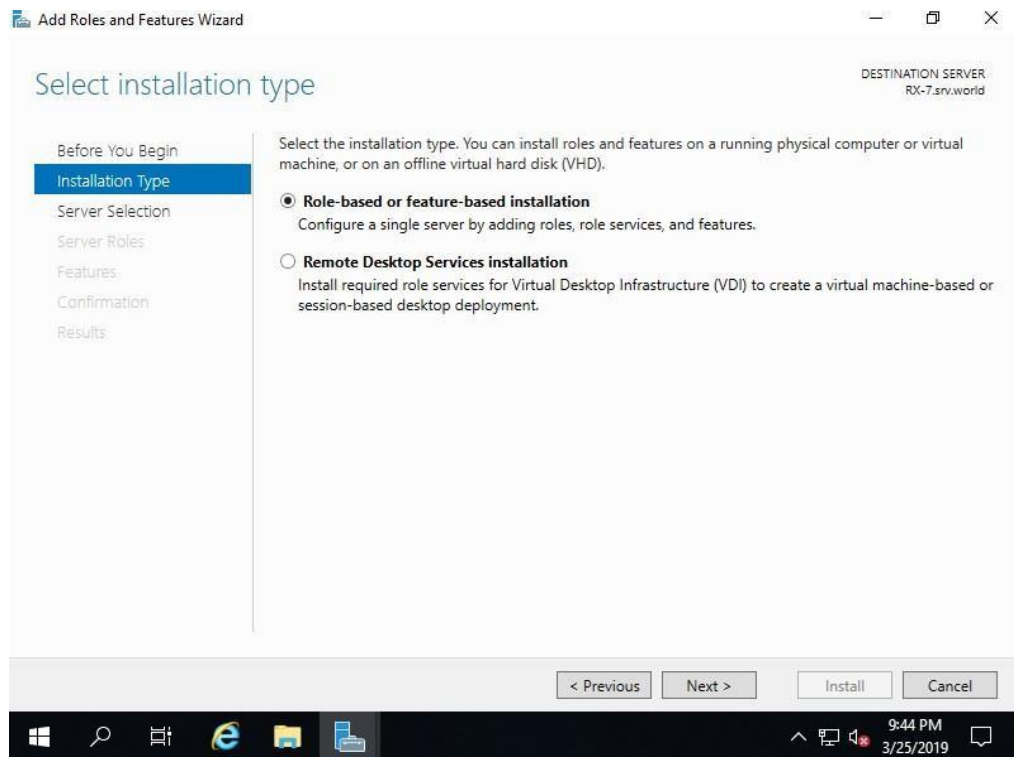 Add Roles and Features Wizard
Select installation type
DESTINATION SERVER
RX-7.srv.world
Before You Begin
Installation Type
Server Selection
Server Roles
Features
Confirmation
Results
Select the installation type. You can install roles and features on a running physical computer or virtual
machine, or on an offline virtual hard disk (VHD).
Role-based or feature-based installation
Configure a single server by adding roles, role services, and features.
Remote Desktop Services installation
Install required role services for Virtual Desktop Infrastructure (VDI) to create a virtual machine-based or
session-based desktop deployment.
< Previous
Next >
Install
Cancel
9:44 PM
3/25/2019